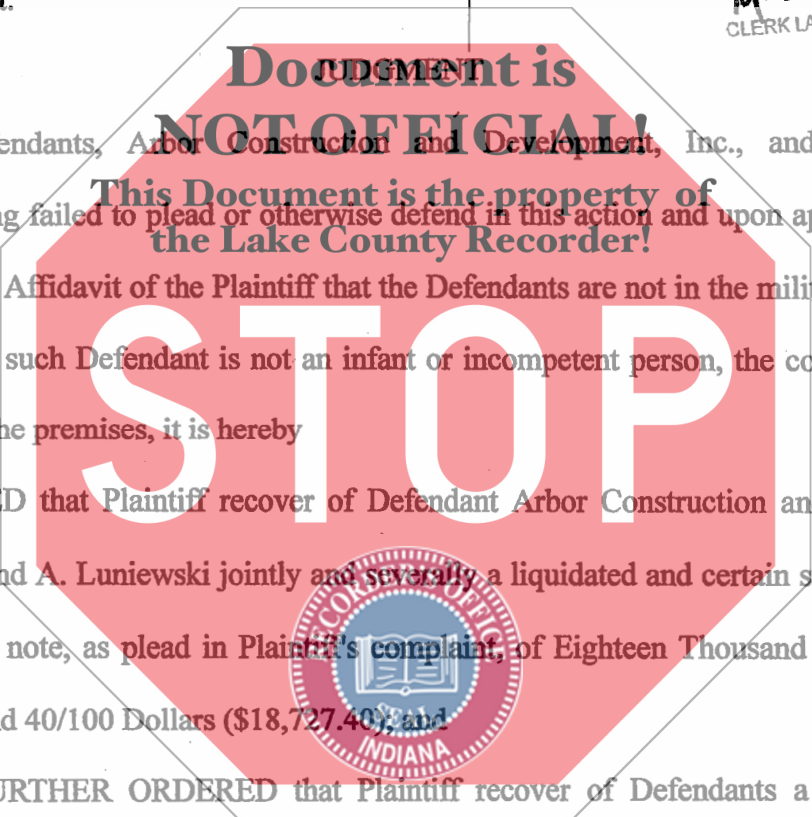 CLERK LA
JUDGMENT
Document is
NOT OFFICIAL!
This Document is the property of
the Lake County Recorder!
endants, Arbor Construction and Development, Inc., and
g failed to plead or otherwise defend in this action and upon ap
Affidavit of the Plaintiff that the Defendants are not in the mili
such Defendant is not an infant or incompetent person, the co
he premises, it is hereby
STOP
ED that Plaintiff recover of Defendant Arbor Construction an
nd A. Luniewski jointly and severally a liquidated and certain s
note, as plead in Plaintiff's complaint, of Eighteen Thousand
d 40/100 Dollars ($18,727.40); and
URTHER ORDERED that Plaintiff recover of Defendants a
RECORDER'S OFFICE
SEAL
INDIANA